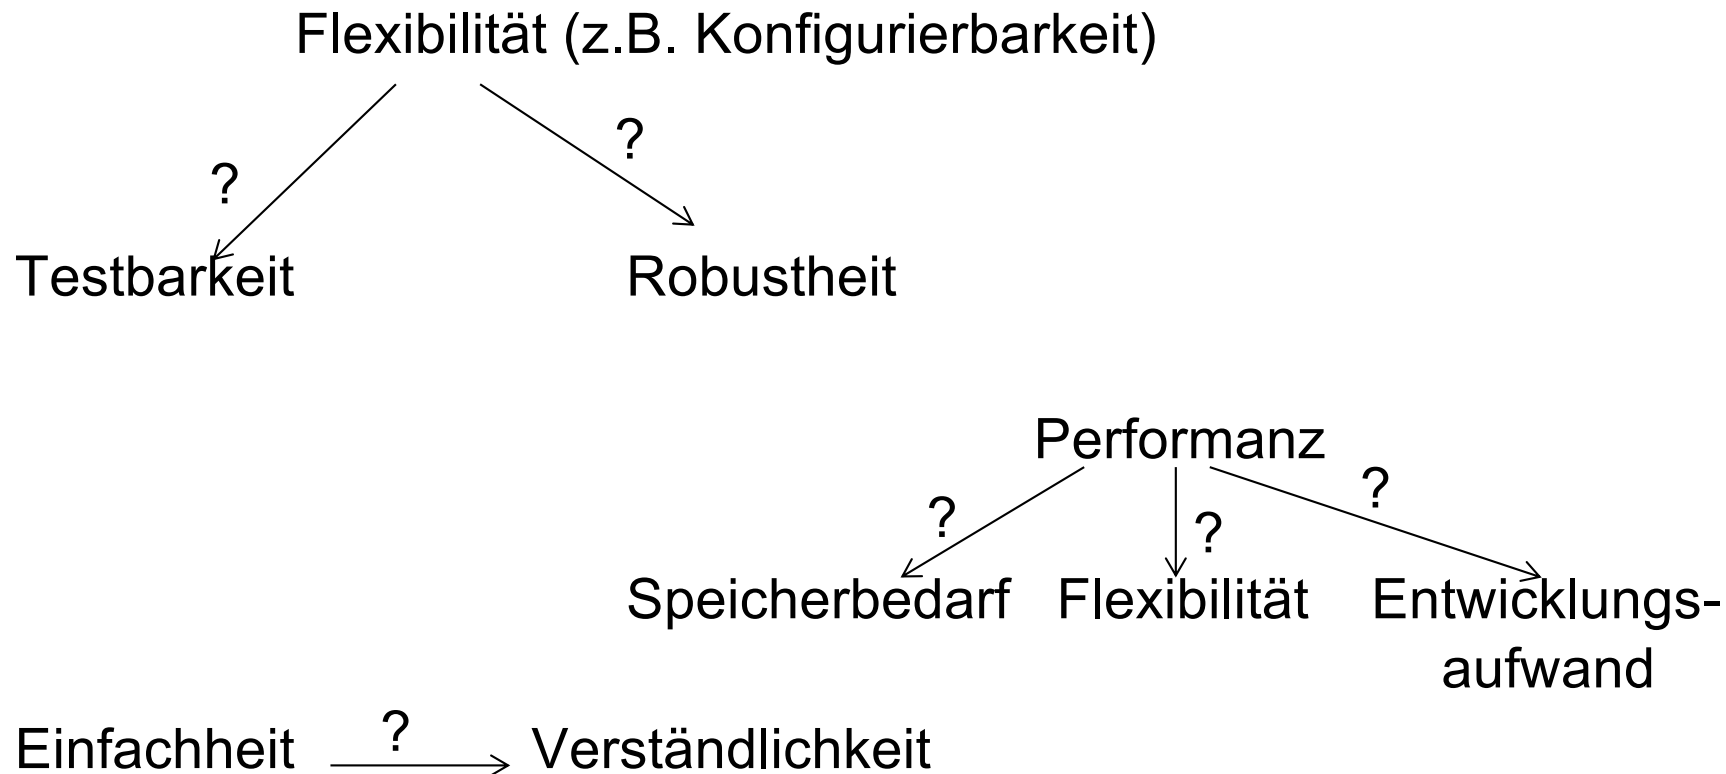 Flexibilität (z.B. Konfigurierbarkeit)
?
?
Testbarkeit Robustheit
Performanz
?
?
?
Speicherbedarf Flexibilität Entwicklungs-
aufwand
Einfachheit ? Verständlichkeit